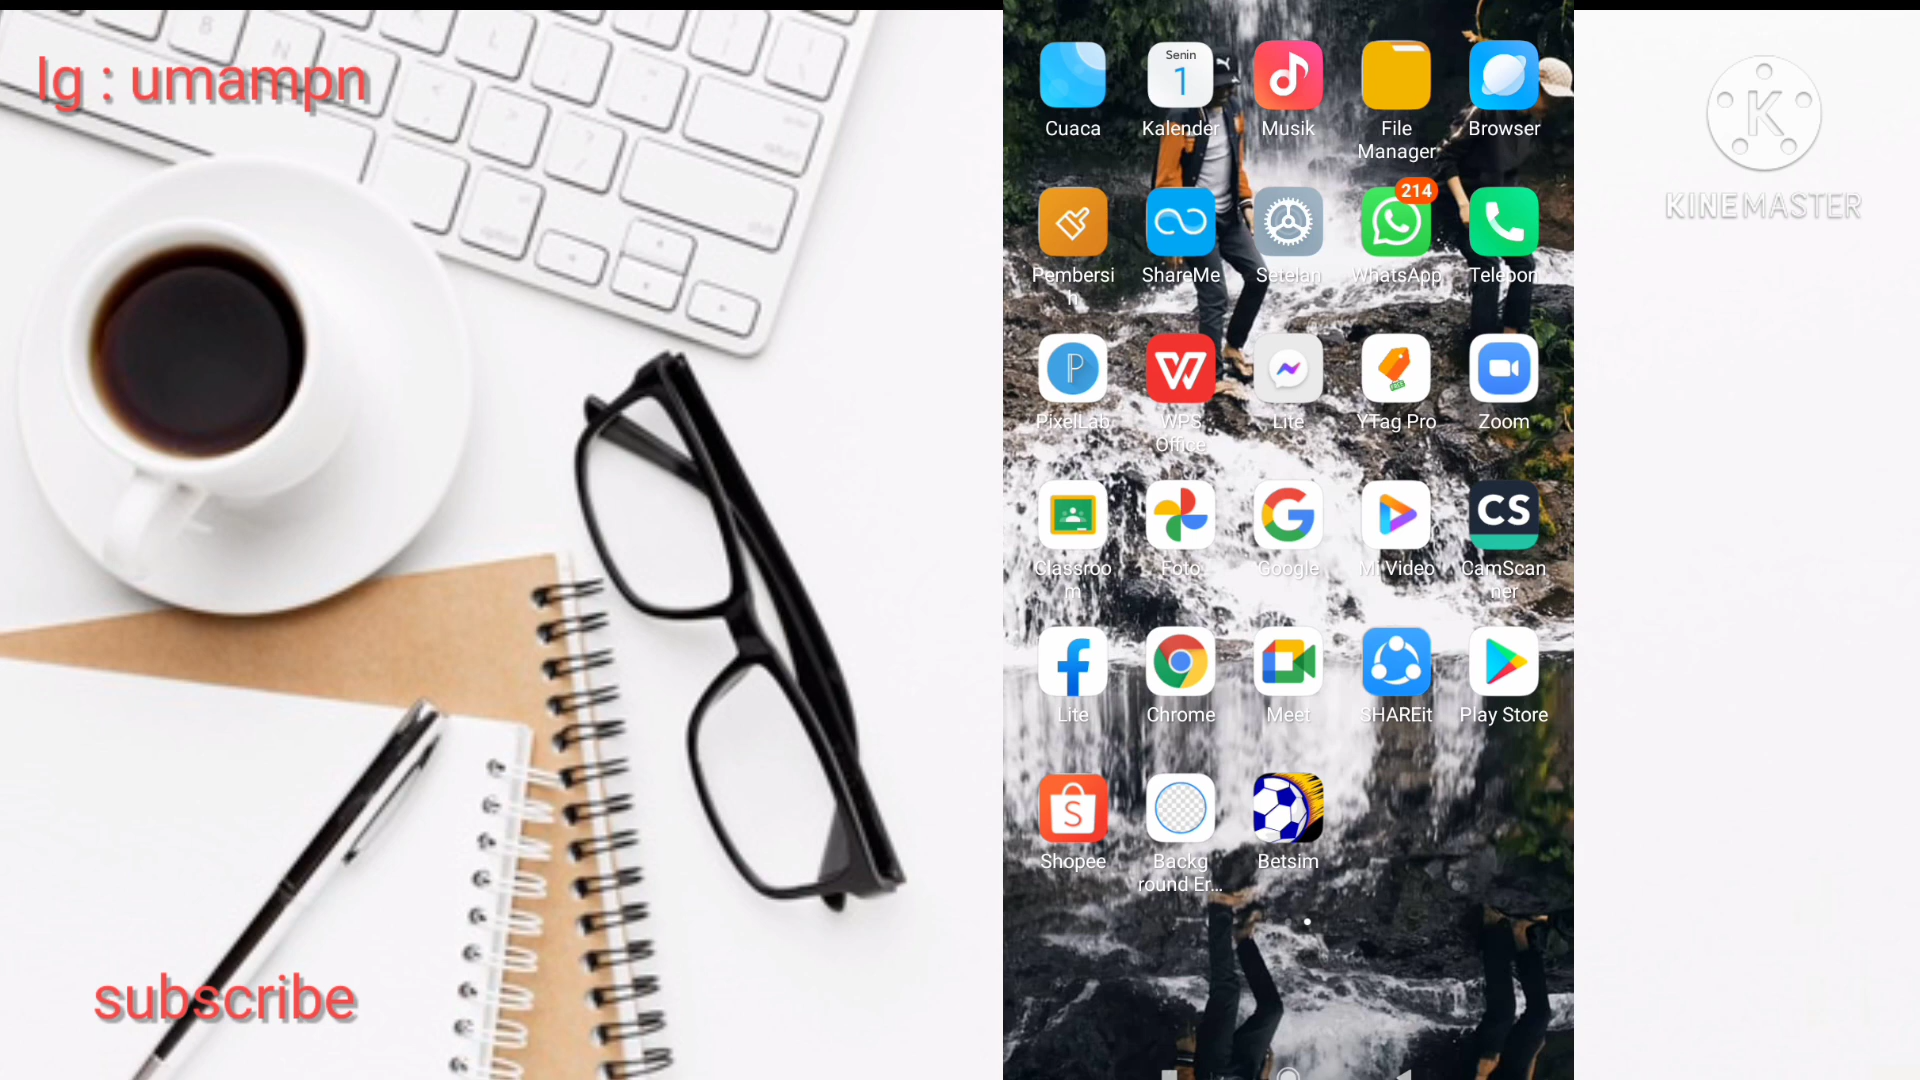 Ig : umampn
subscribe
Senin
1
Cuaca
Kalender
Musik
File
Manager
Browser
214
Pembersi
h
ShareMe
Setelan
WhatsApp
Telepon
PixelLab
WPS
Office
Lite
YTag Pro
Zoom
CS
Classroo
m
Foto
Google
Mi Video
CamScan
ner
Lite
Chrome
Meet
SHAREit
Play Store
Shopee
Backg
round Er...
Betsim
K
KINEMASTER